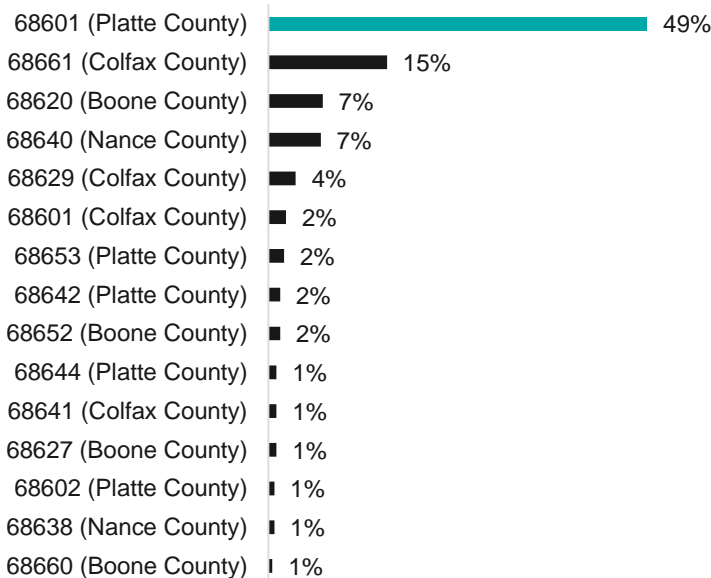 68601 (Platte County) 49%
68661 (Colfax County) 15%
68620 (Boone County) 7%
68640 (Nance County) 7%
68629 (Colfax County) 4%
68601 (Colfax County) 2%
68653 (Platte County) 2%
68642 (Platte County) 2%
68652 (Boone County) 2%
68644 (Platte County) 1%
68641 (Colfax County) 1%
68627 (Boone County) 1%
68602 (Platte County) 1%
68638 (Nance County) 1%
68660 (Boone County) 1%